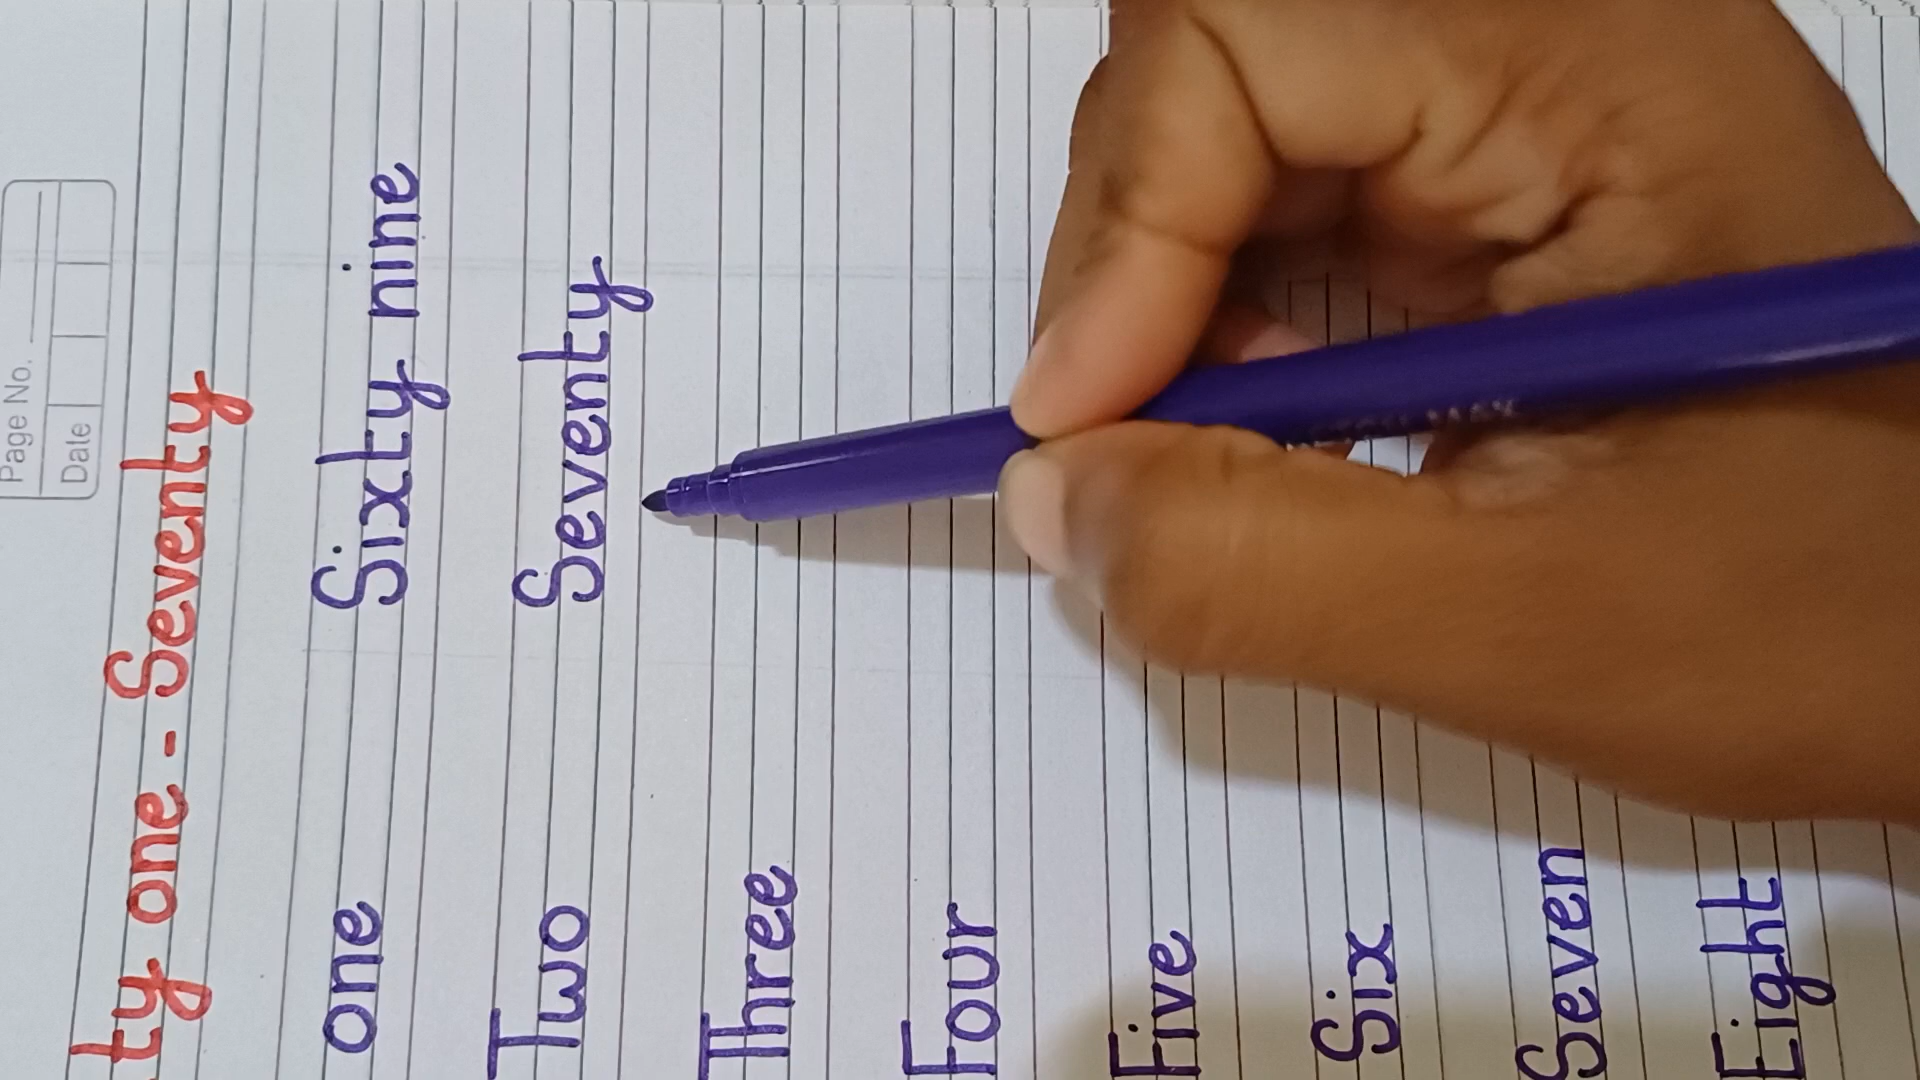 Page No.
Date
ty one - Seventy
one Sixty nine
Two Seventy
Three
Four
Five
Six
Seven
Eight